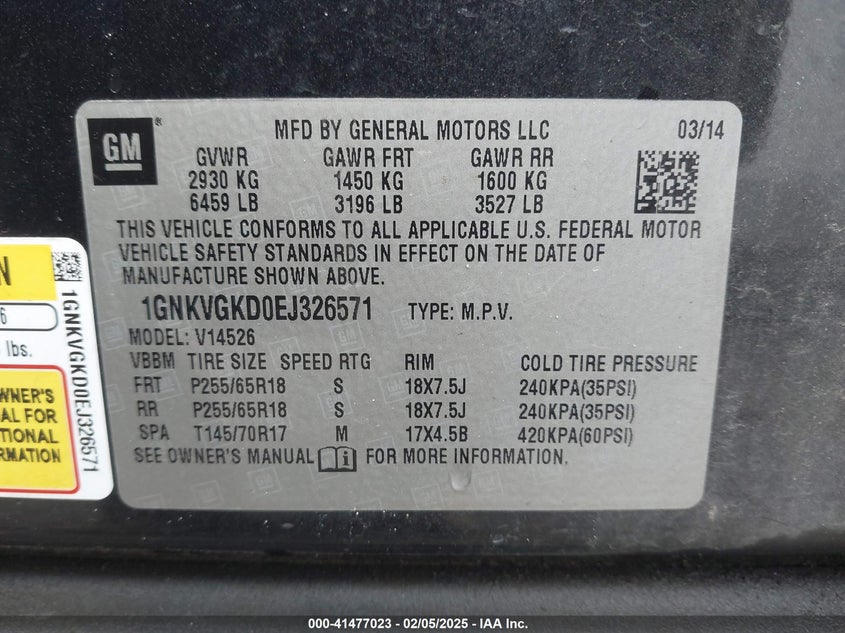 GM
®
MFD BY GENERAL MOTORS LLC 03/14
GVWR GAWR FRT GAWR RR
2930 KG 1450 KG 1600 KG
6459 LB 3196 LB 3527 LB
THIS VEHICLE CONFORMS TO ALL APPLICABLE U.S. FEDERAL MOTOR
VEHICLE SAFETY STANDARDS IN EFFECT ON THE DATE OF
MANUFACTURE SHOWN ABOVE.
1GNKVGKD0EJ326571 TYPE: M.P.V.
MODEL: V14526
VBBM TIRE SIZE SPEED RTG RIM COLD TIRE PRESSURE
FRT P255/65R18 S 18X7.5J 240KPA(35PSI)
RR P255/65R18 S 18X7.5J 240KPA(35PSI)
SPA T145/70R17 M 17X4.5B 420KPA(60PSI)
SEE OWNER'S MANUAL i FOR MORE INFORMATION.
N
6
lbs.
WNER'S
AL FOR
TIONAL
RMATION
1GNKVGKD0EJ326571
000-41477023 - 02/05/2025 - IAA Inc.